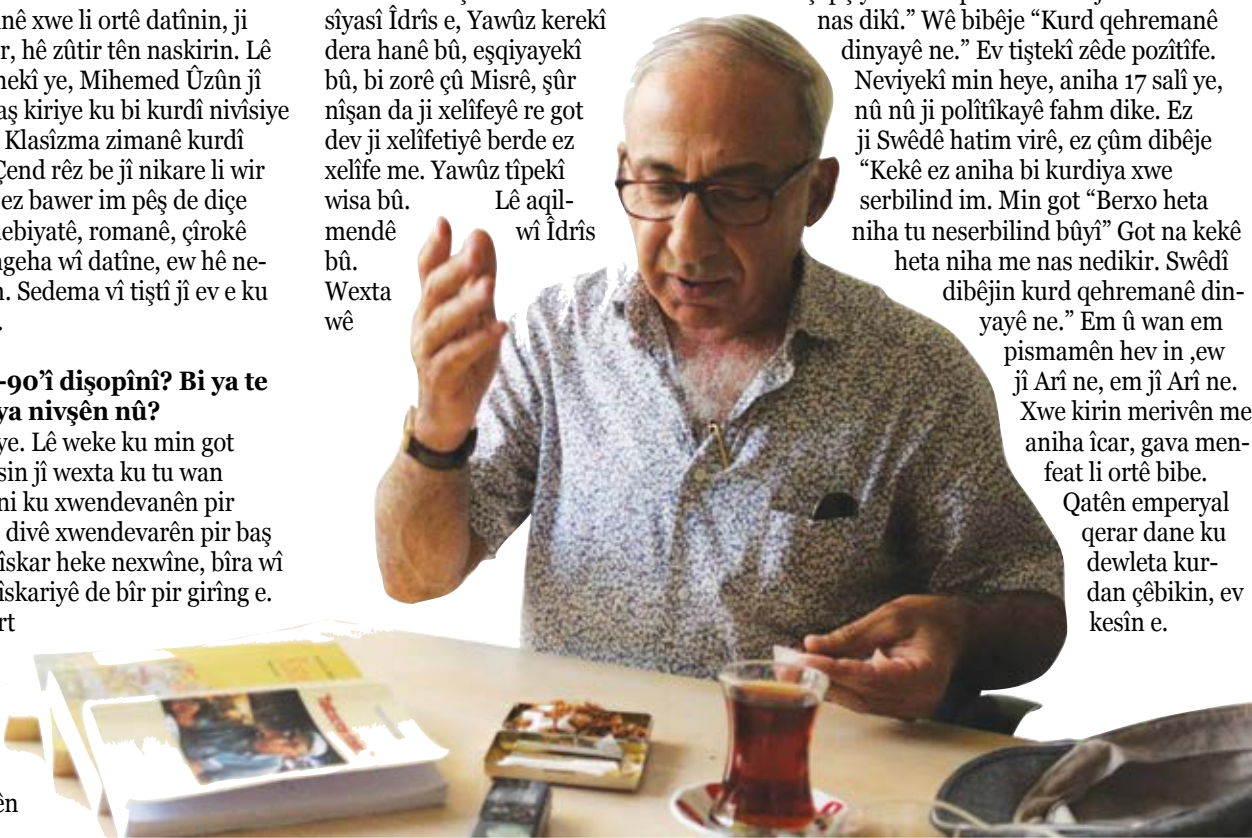 anê xwe li ortê datînin, ji
r, hê zûtir tên naskirin. Lê
nekî ye, Mihemed Ûzûn jî
aş kiriye ku bi kurdî nivîsiye
Klasîzma zimanê kurdî
Çend rêz be jî nikare li wir
ez bawer im pêş de diçe
ebiyatê, romanê, çîrokê
geha wî datîne, ew hê ne-
n. Sedema vî tiştî jî ev e ku
-90’î dişopînî? Bi ya te
ya nivşên nû?
ye. Lê weke ku min got
sin jî wexta ku tu wan
ni ku xwendevanên pir
divê xwendevarên pir baş
îskar heke nexwîne, bîra wî
îskariyê de bîr pir girîng e.
rt
ên
sîyasî Îdrîs e, Yawûz kerekî
dera hanê bû, eşqiyayekî
bû, bi zorê çû Misrê, şûr
nîşan da ji xelîfeyê re got
dev ji xelîfetiyê berde ez
xelîfe me. Yawûz tîpekî
wisa bû. Lê aqil-
mendê wî Îdrîs
bû.
Wexta
wê
nas dikî.” Wê bibêje “Kurd qehremanê
dinyayê ne.” Ev tiştekî zêde pozîtîfe.
Neviyekî min heye, aniha 17 salî ye,
nû nû ji polîtîkayê fahm dike. Ez
ji Swêdê hatim virê, ez çûm dibêje
“Kekê ez aniha bi kurdiya xwe
serbilind im. Min got “Berxo heta
niha tu neserbilind bûyî” Got na kekê
heta niha me nas nedikir. Swêdî
dibêjin kurd qehremanê din-
yayê ne.” Em û wan em
pismamên hev in ,ew
jî Arî ne, em jî Arî ne.
Xwe kirin merivên me
aniha îcar, gava men-
feat li ortê bibe.
Qatên emperyal
qerar dane ku
dewleta kur-
dan çêbikin, ev
kesîn e.